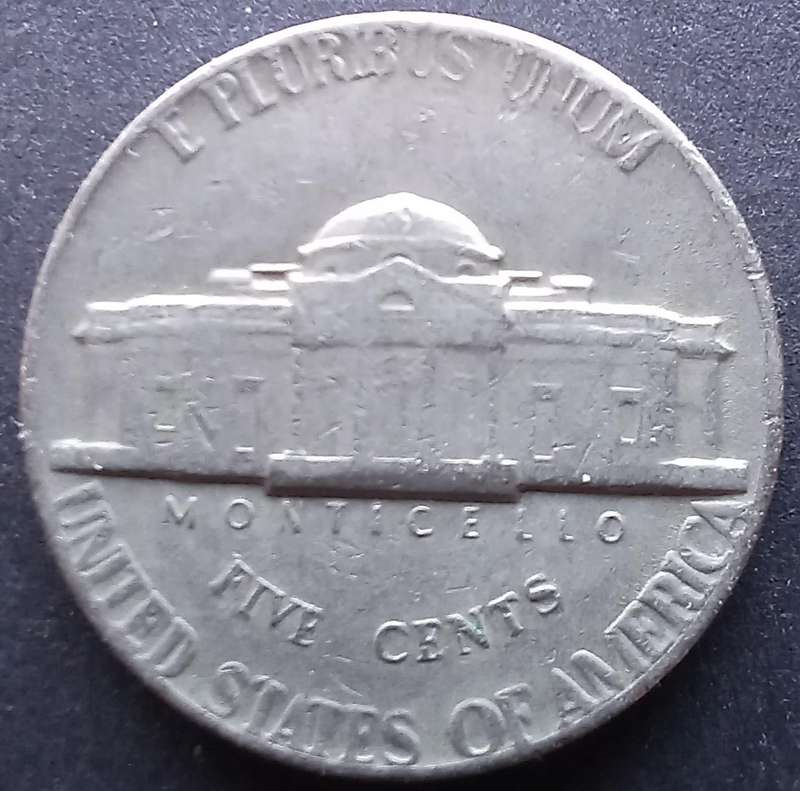 E PLURIBUS UNUM
MONTICELLO
FIVE CENTS
UNITED STATES OF AMERICA